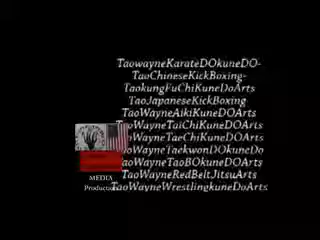 TaowayneKarateDOkuneDO-
TaoChineseKickBoxing-
TaokungFuChiKuneDoArts
TaoJapaneseKickBoxing
TaoWayneAikiKuneDOArts
TaoWayneTaiChiKuneDOArts
TaoWayneTaeChiKuneDOArts
TaoWayneTaekwonDOkuneDo
TaoWayneTaoBOkuneDOArts
TaoWayneRedBeltJitsuArts
TaoWayneWrestlingkuneDoArts
MEDIA
Production